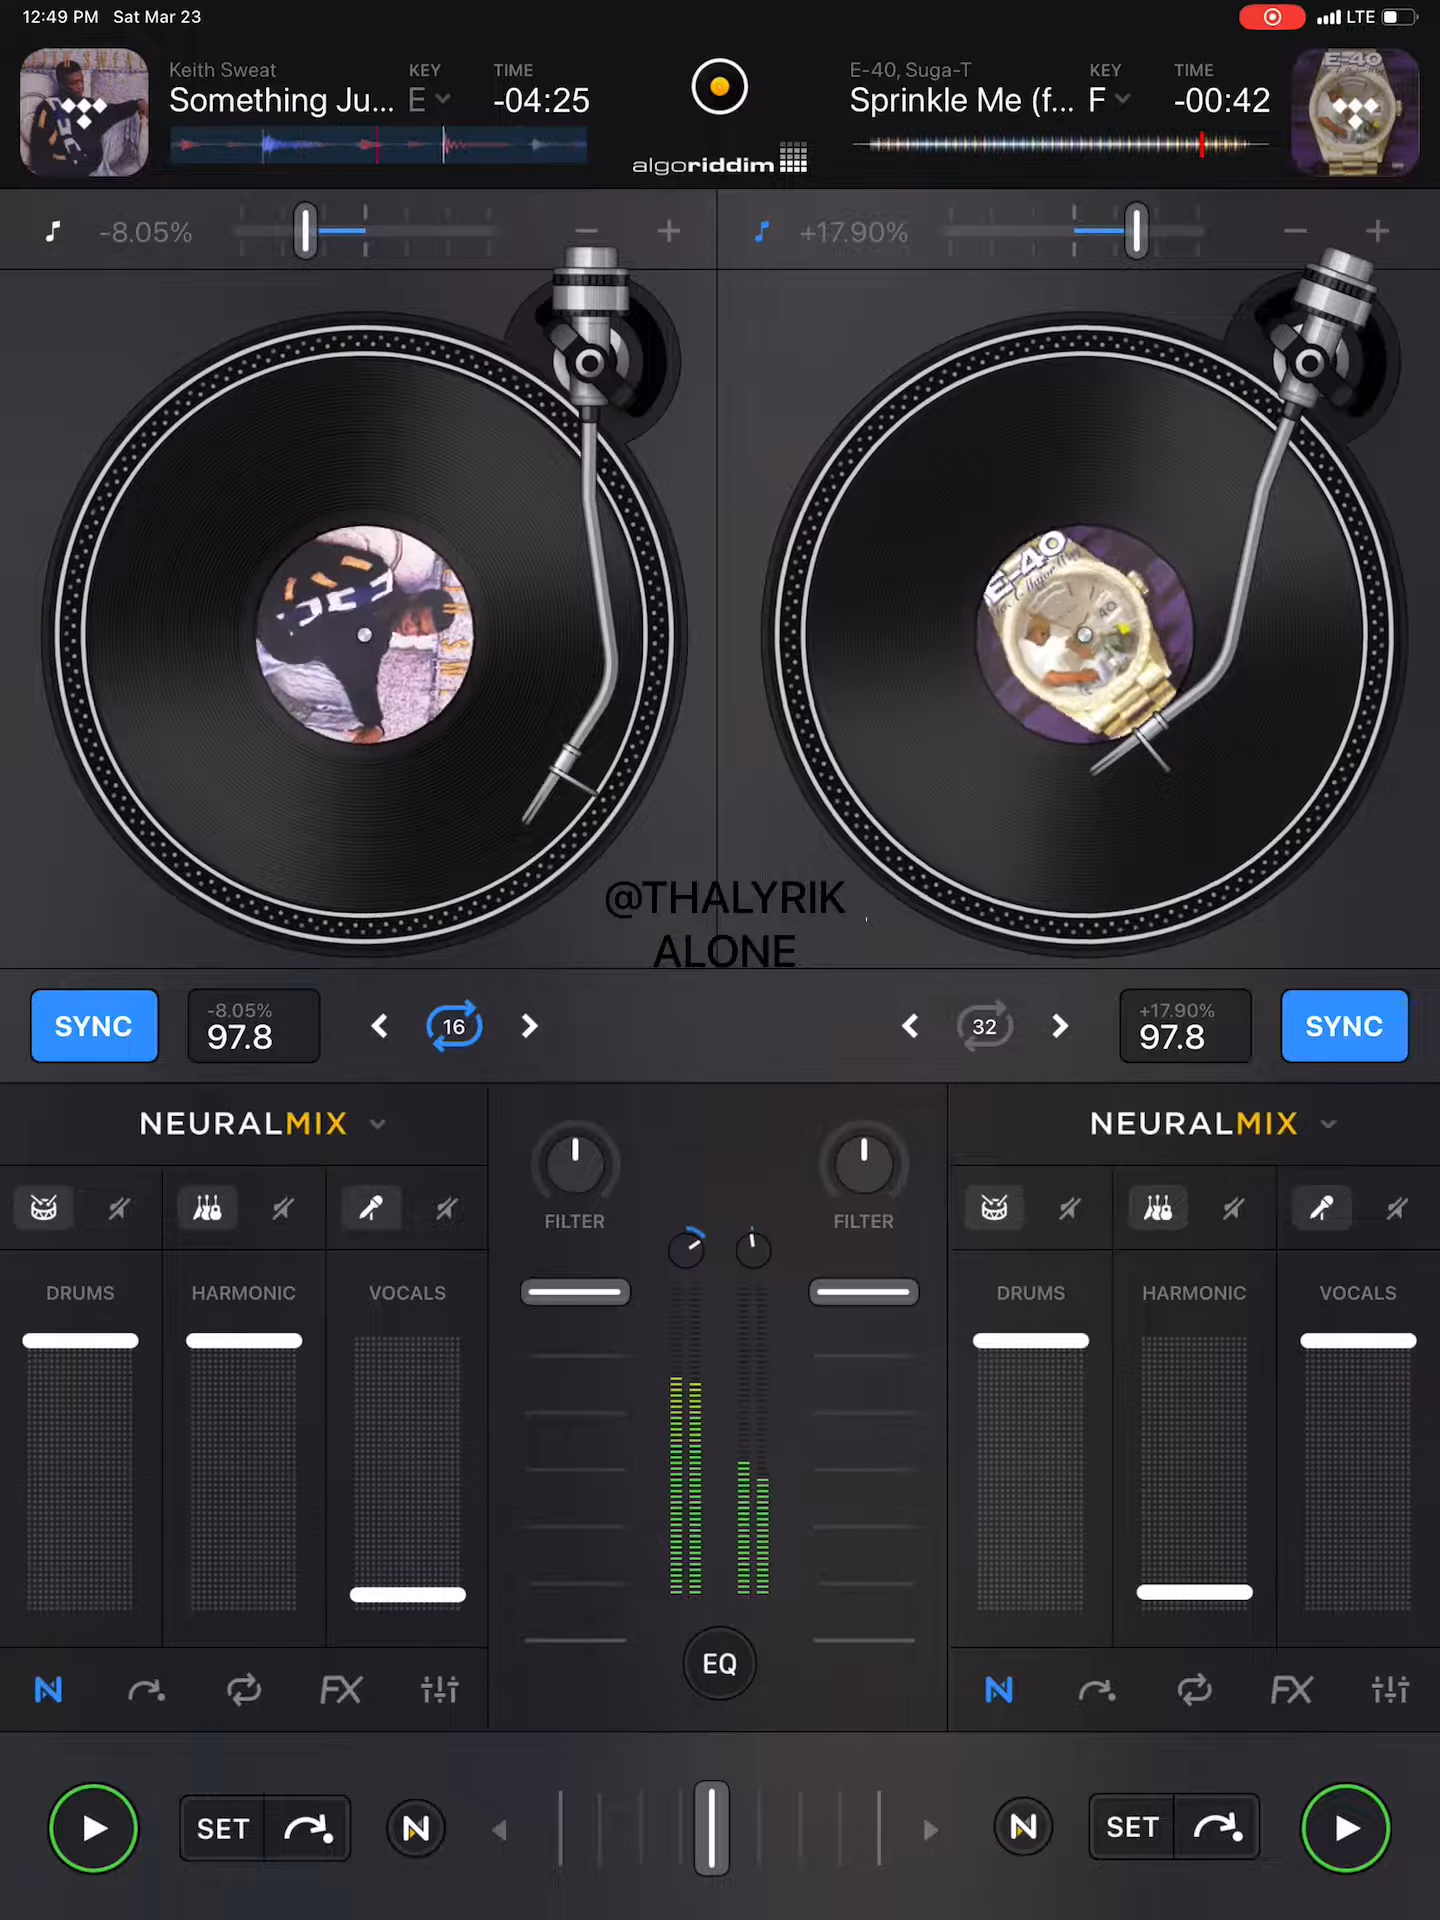 12:49 PM Sat Mar 23
LTE
Keith Sweat
KEY
TIME
Something Ju...
E
-04:25
algoriddim
E-40, Suga-T
KEY
TIME
Sprinkle Me (f...
F
-00:42
E-40
-8.05%
+17.90%
E-40
@THALYRIK
ALONE
SYNC
-8.05%
97.8
16
32
+17.90%
97.8
SYNC
NEURALMIX
NEURALMIX
FILTER
FILTER
DRUMS
HARMONIC
VOCALS
DRUMS
HARMONIC
VOCALS
EQ
FX
FX
SET
N
N
SET